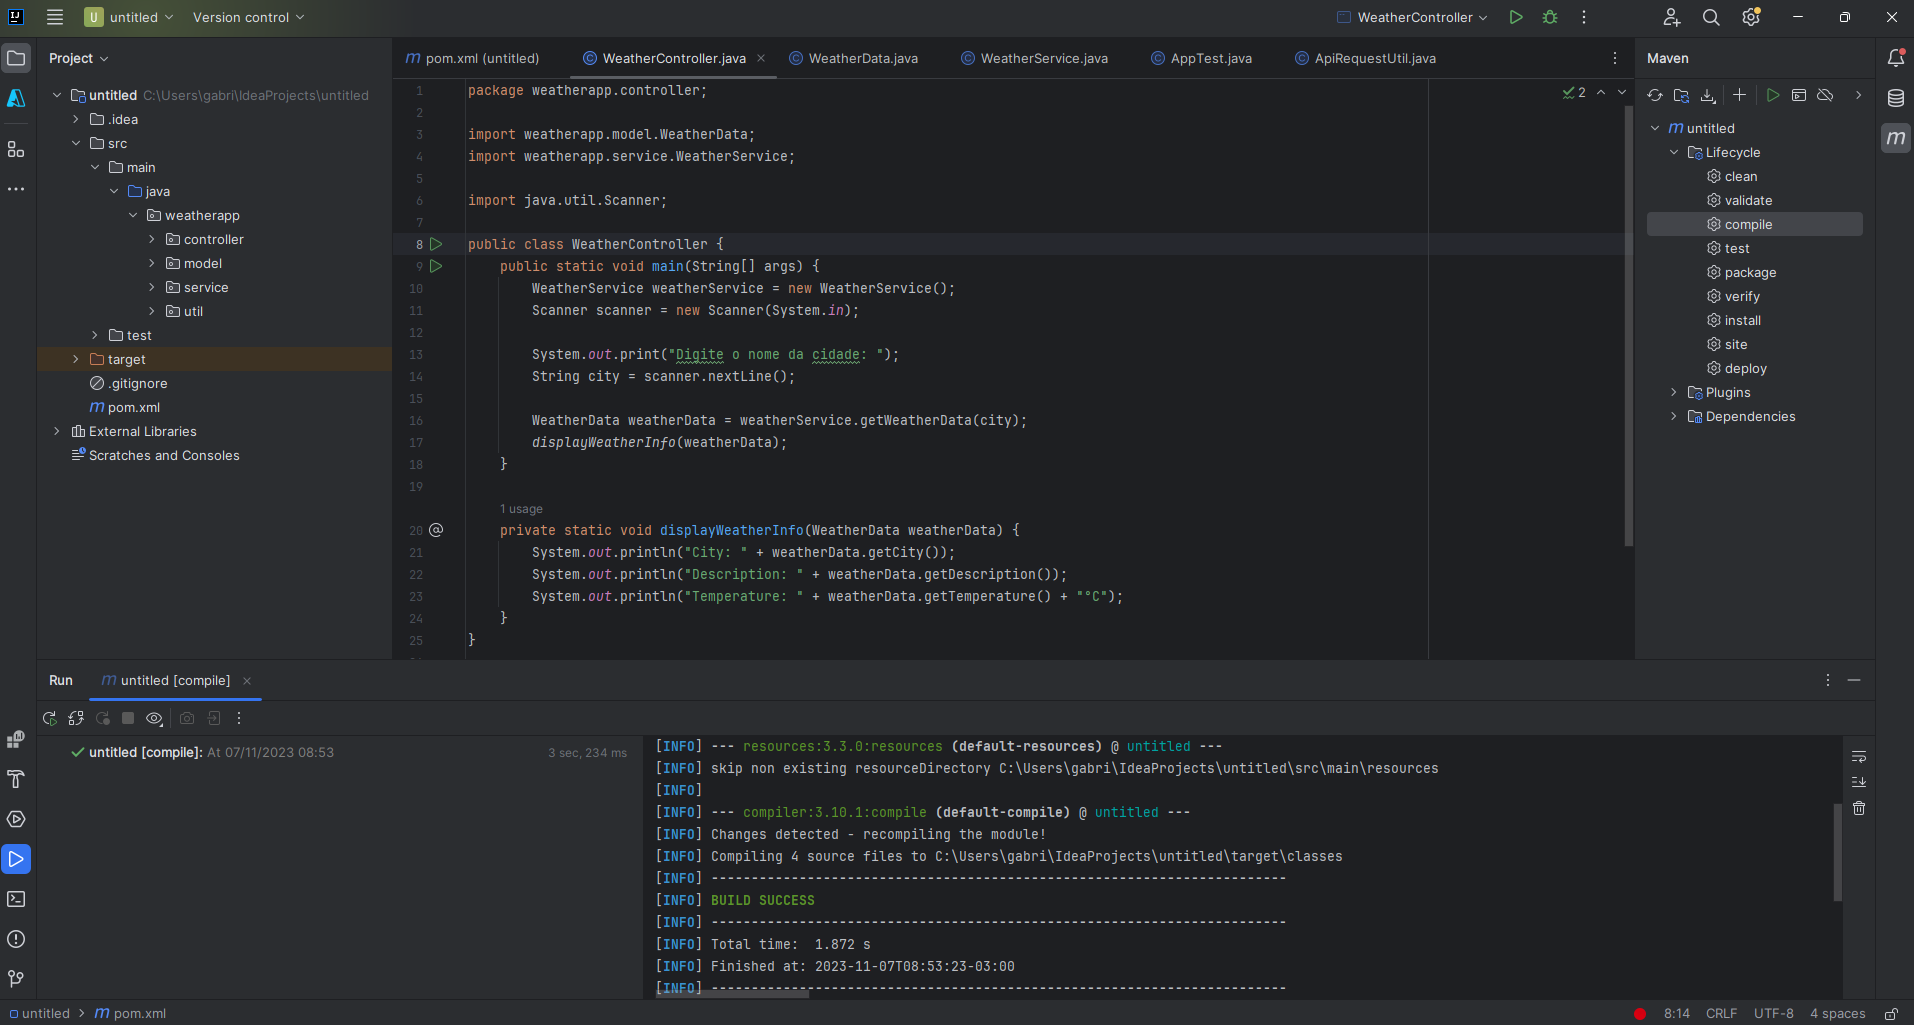 U untitled Version control WeatherController
Project
untitled C:\Users\gabri\IdeaProjects\untitled
.idea
src
main
java
weatherapp
controller
model
service
util
test
target
.gitignore
m pom.xml
External Libraries
Scratches and Consoles
m pom.xml (untitled) WeatherController.java WeatherData.java WeatherService.java AppTest.java ApiRequestUtil.java
2
1 package weatherapp.controller;
2
3 import weatherapp.model.WeatherData;
4 import weatherapp.service.WeatherService;
5
6 import java.util.Scanner;
7
8 public class WeatherController {
9 public static void main(String[] args) {
10 WeatherService weatherService = new WeatherService();
11 Scanner scanner = new Scanner(System.in);
12
13 System.out.print("Digite o nome da cidade: ");
14 String city = scanner.nextLine();
15
16 WeatherData weatherData = weatherService.getWeatherData(city);
17 displayWeatherInfo(weatherData);
18 }
19
1 usage
20 @ private static void displayWeatherInfo(WeatherData weatherData) {
21 System.out.println("City: " + weatherData.getCity());
22 System.out.println("Description: " + weatherData.getDescription());
23 System.out.println("Temperature: " + weatherData.getTemperature() + "°C");
24 }
25 }
Maven
m untitled
Lifecycle
clean
validate
compile
test
package
verify
install
site
deploy
Plugins
Dependencies
m
Run m untitled [compile]
untitled [compile]: At 07/11/2023 08:53 3 sec, 234 ms
[INFO] --- resources:3.3.0:resources (default-resources) @ untitled ---
[INFO] skip non existing resourceDirectory C:\Users\gabri\IdeaProjects\untitled\src\main\resources
[INFO]
[INFO] --- compiler:3.10.1:compile (default-compile) @ untitled ---
[INFO] Changes detected - recompiling the module!
[INFO] Compiling 4 source files to C:\Users\gabri\IdeaProjects\untitled\target\classes
[INFO] ------------------------------------------------------------------------
[INFO] BUILD SUCCESS
[INFO] ------------------------------------------------------------------------
[INFO] Total time:  1.872 s
[INFO] Finished at: 2023-11-07T08:53:23-03:00
[INFO] ------------------------------------------------------------------------
untitled > m pom.xml
8:14 CRLF UTF-8 4 spaces